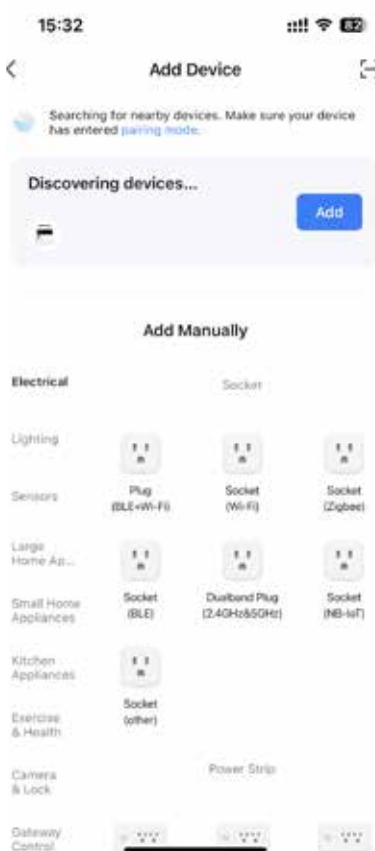 15:32
82
Add Device
Searching for nearby devices. Make sure your device
has entered pairing mode.
Discovering devices...
Add
Add Manually
Electrical
Socket
Lighting
Sensors
Plug
(BLE+Wi-Fi)
Socket
(Wi-Fi)
Socket
(Zigbee)
Large
Home Ap...
Small Home
Appliances
Socket
(BLE)
Dualband Plug
(2.4GHz&5GHz)
Socket
(NB-IoT)
Kitchen
Appliances
Socket
(other)
Exercise
& Health
Camera
& Lock
Power Strip
Gateway
Control